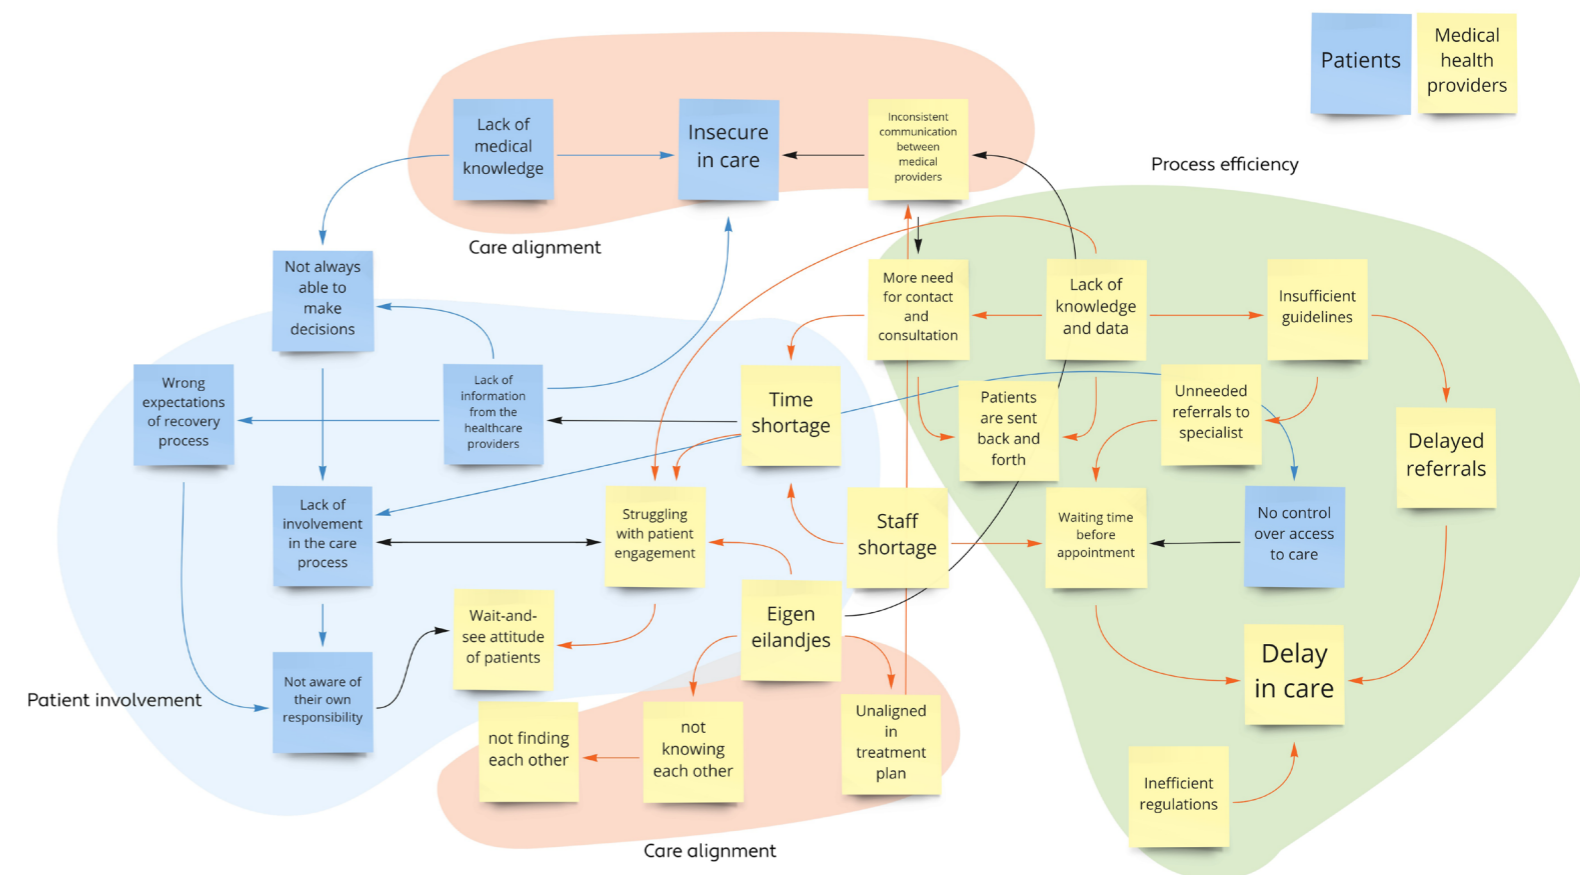 Patients
Medical
health
providers
Lack of
medical
knowledge
Insecure
in care
Inconsistent
communication
between
medical
providers
Process efficiency
Care alignment
Not always
able to
make
decisions
More need
for contact
and
consultation
Lack of
knowledge
and data
Insufficient
guidelines
Wrong
expectations
of recovery
process
Lack of
information
from the
healthcare
providers
Time
shortage
Patients
are sent
back and
forth
Unneeded
referrals to
specialist
Delayed
referrals
Lack of
involvement
in the care
process
Struggling
with patient
engagement
Staff
shortage
Waiting time
before
appointment
No control
over access
to care
Wait-and-
see attitude
of patients
Eigen
eilandjes
Delay
in care
Patient involvement
Not aware of
their own
responsibility
not finding
each other
not
knowing
each other
Unaligned
in
treatment
plan
Inefficient
regulations
Care alignment